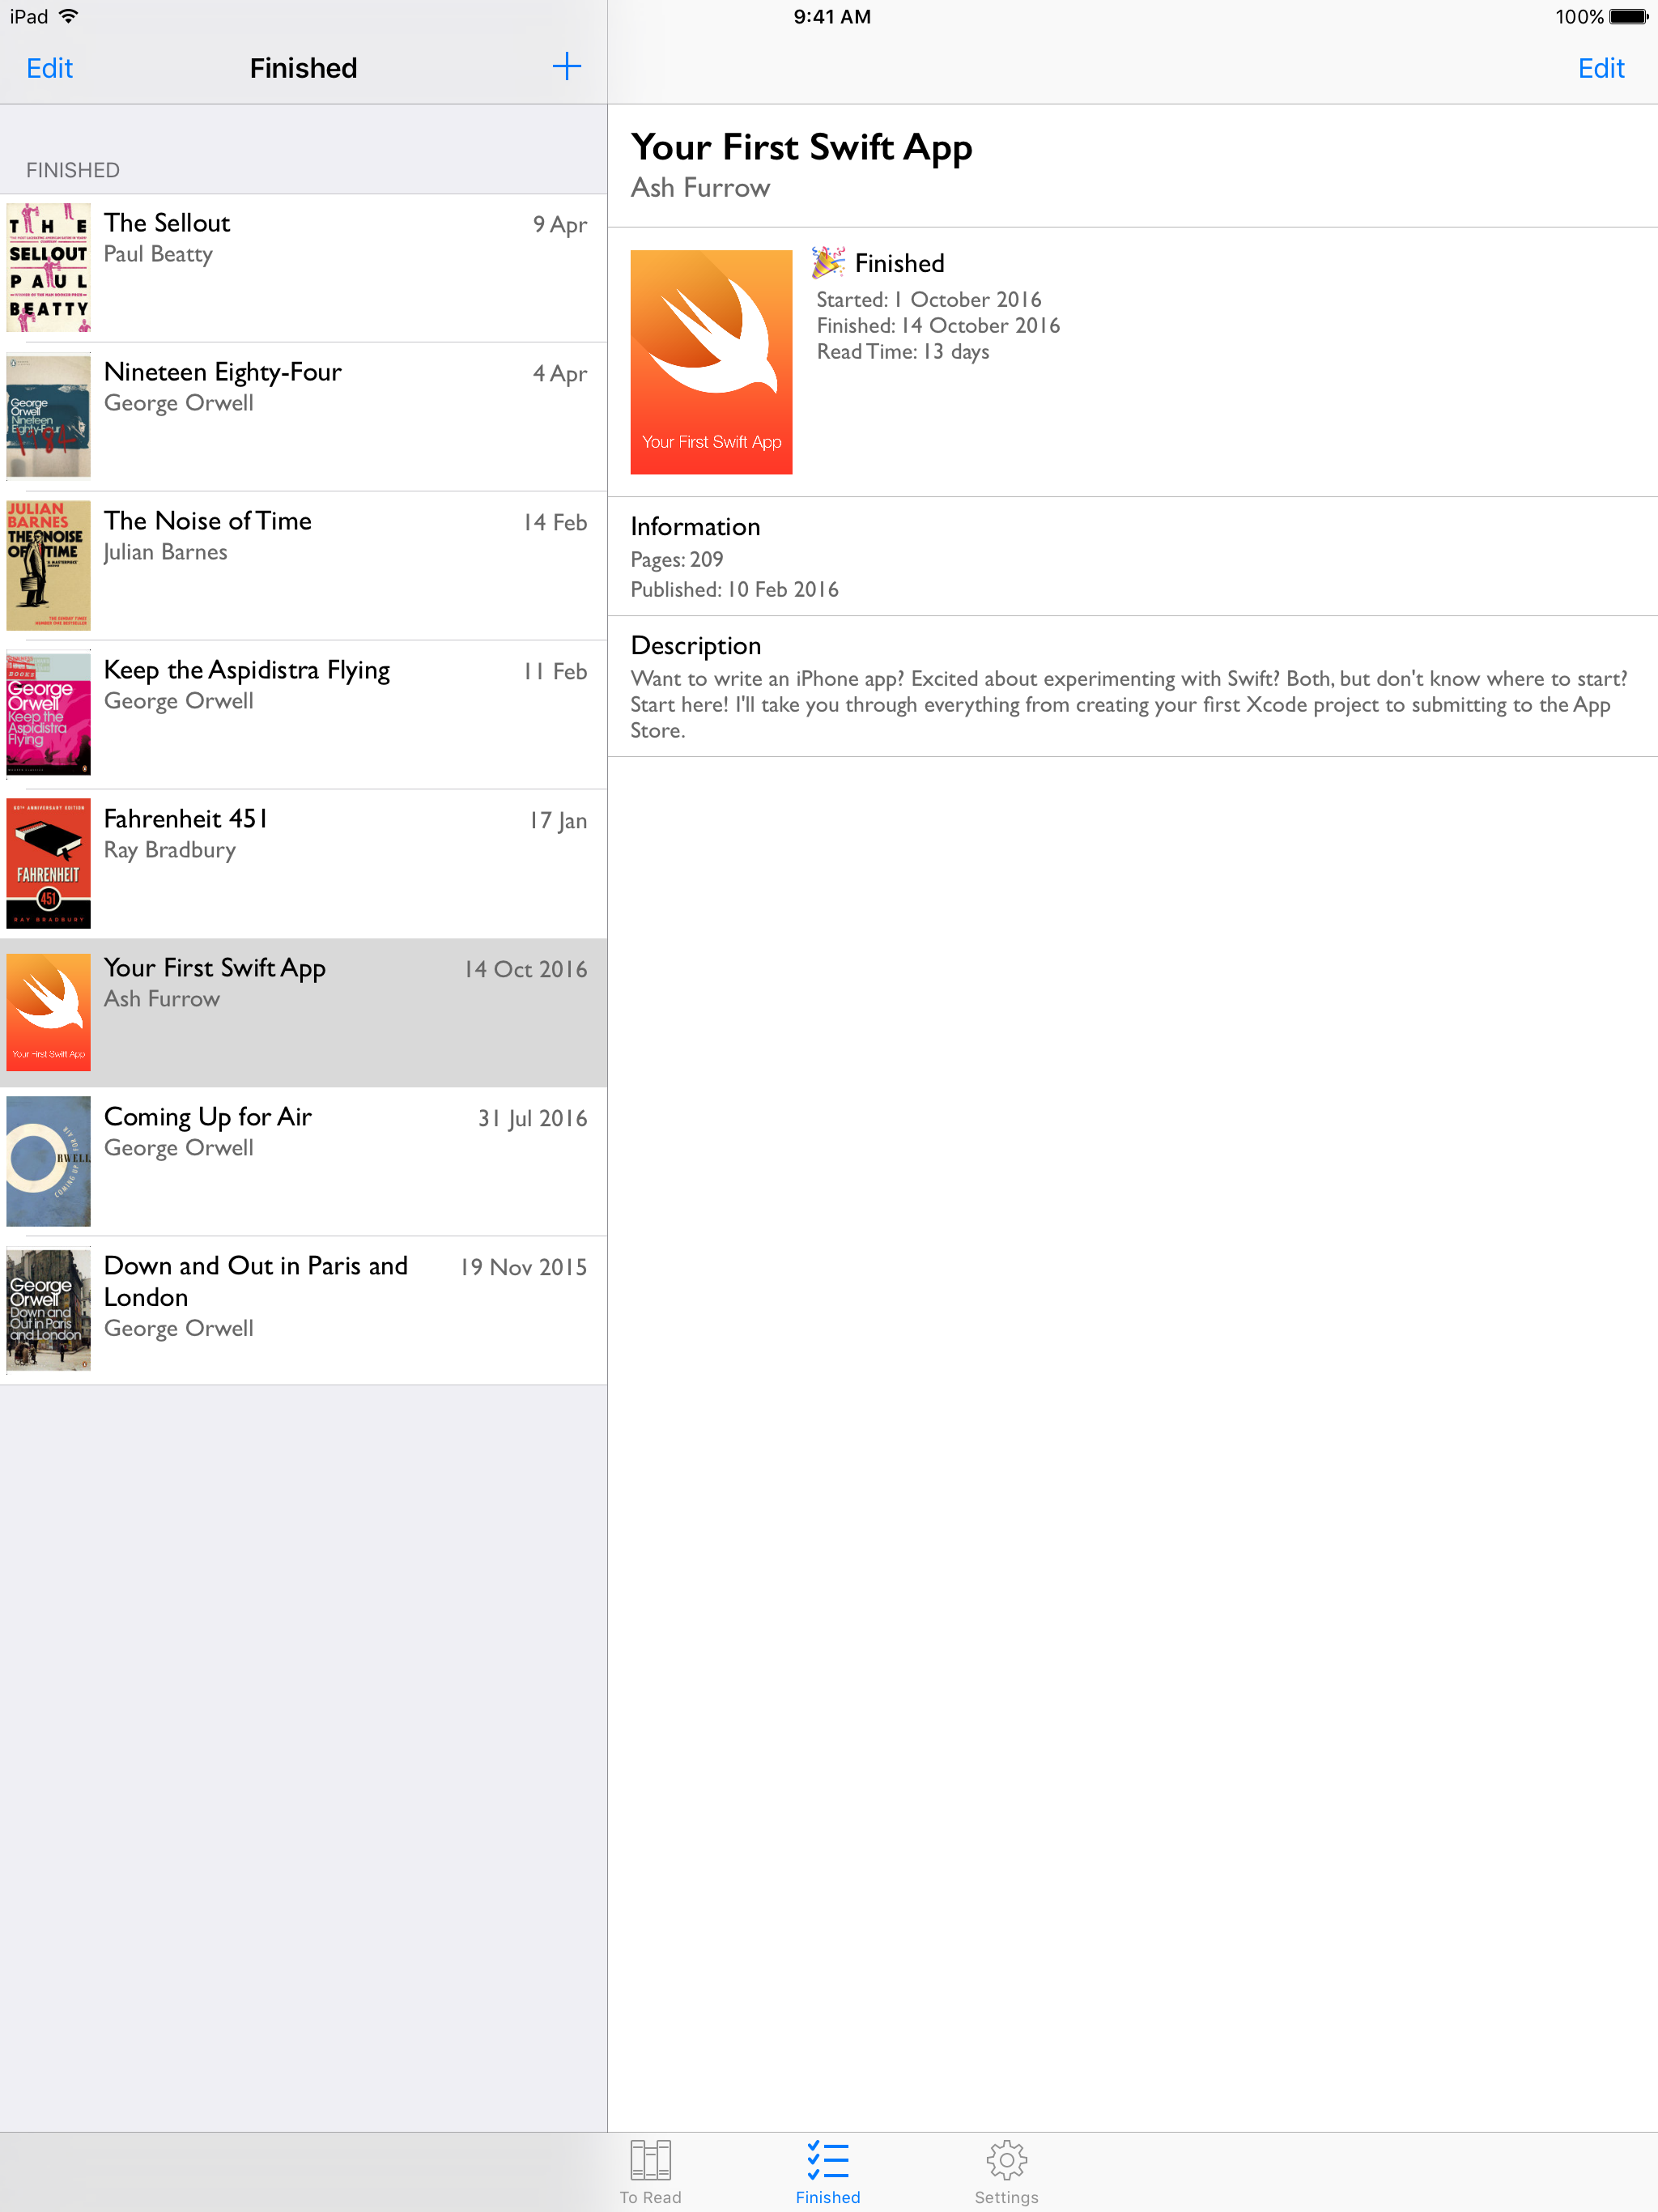 iPad
9:41 AM
100%
Edit
Finished
Edit
FINISHED
THE
SELLOUT
PAUL
BEATTY
The Sellout
Paul Beatty
9 Apr
George
Orwell
Nineteen
Eighty-Four
1984
Nineteen Eighty-Four
George Orwell
4 Apr
JULIAN
BARNES
THE NOISE
OF TIME
The Noise of Time
Julian Barnes
14 Feb
BOOKS
George
Orwell
Keep the
Aspidistra
Flying
Keep the Aspidistra Flying
George Orwell
11 Feb
FAHRENHEIT
451
RAY BRADBURY
Fahrenheit 451
Ray Bradbury
17 Jan
Your First Swift App
Your First Swift App
Ash Furrow
14 Oct 2016
ORWELL
COMING UP FOR AIR
Coming Up for Air
George Orwell
31 Jul 2016
George
Orwell
Down and
Out in Paris
and London
Down and Out in Paris and
London
George Orwell
19 Nov 2015
Your First Swift App
Ash Furrow
Your First Swift App
🎉 Finished
Started: 1 October 2016
Finished: 14 October 2016
Read Time: 13 days
Information
Pages: 209
Published: 10 Feb 2016
Description
Want to write an iPhone app? Excited about experimenting with Swift? Both, but don't know where to start?
Start here! I'll take you through everything from creating your first Xcode project to submitting to the App
Store.
To Read
Finished
Settings